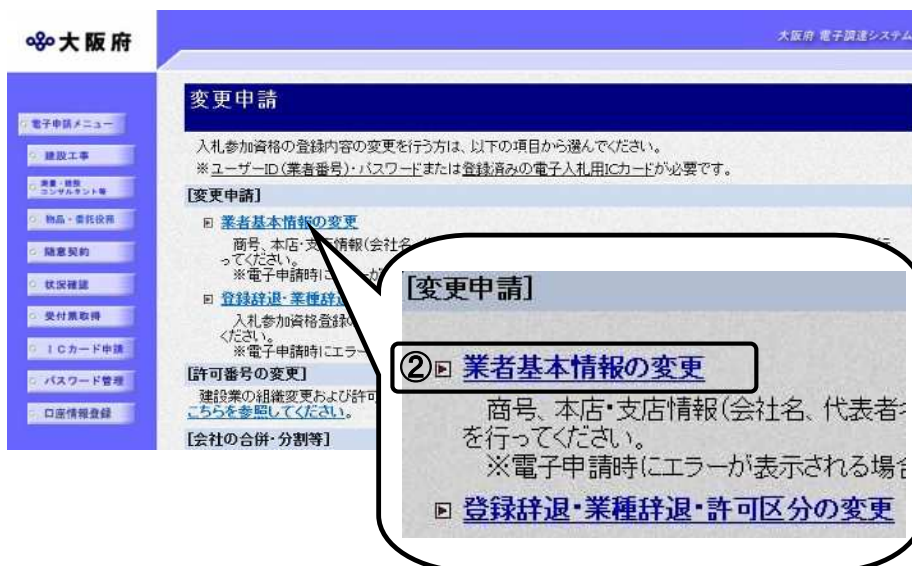 大阪府
大阪府 電子調達システム
電子申請メニュー
建設工事
測量・建設
コンサルタント等
物品・委託役務
随意契約
状況確認
受付票取得
ICカード申請
パスワード管理
口座情報登録
変更申請
入札参加資格の登録内容の変更を行う方は、以下の項目から選んでください。
※ユーザーID(業者番号)・パスワードまたは登録済みの電子入札用ICカードが必要です。
[変更申請]
業者基本情報の変更
商号、本店・支店情報(会社名、
ってください。
※電子申請時にエラーが
登録辞退・業種辞退
入札参加資格登録の
ください。
※電子申請時にエラー
[許可番号の変更]
建設業の組織変更および許可
こちらを参照してください。
[会社の合併・分割等]
[変更申請]
②業者基本情報の変更
商号、本店・支店情報(会社名、代表者
を行ってください。
※電子申請時にエラーが表示される場合
登録辞退・業種辞退・許可区分の変更